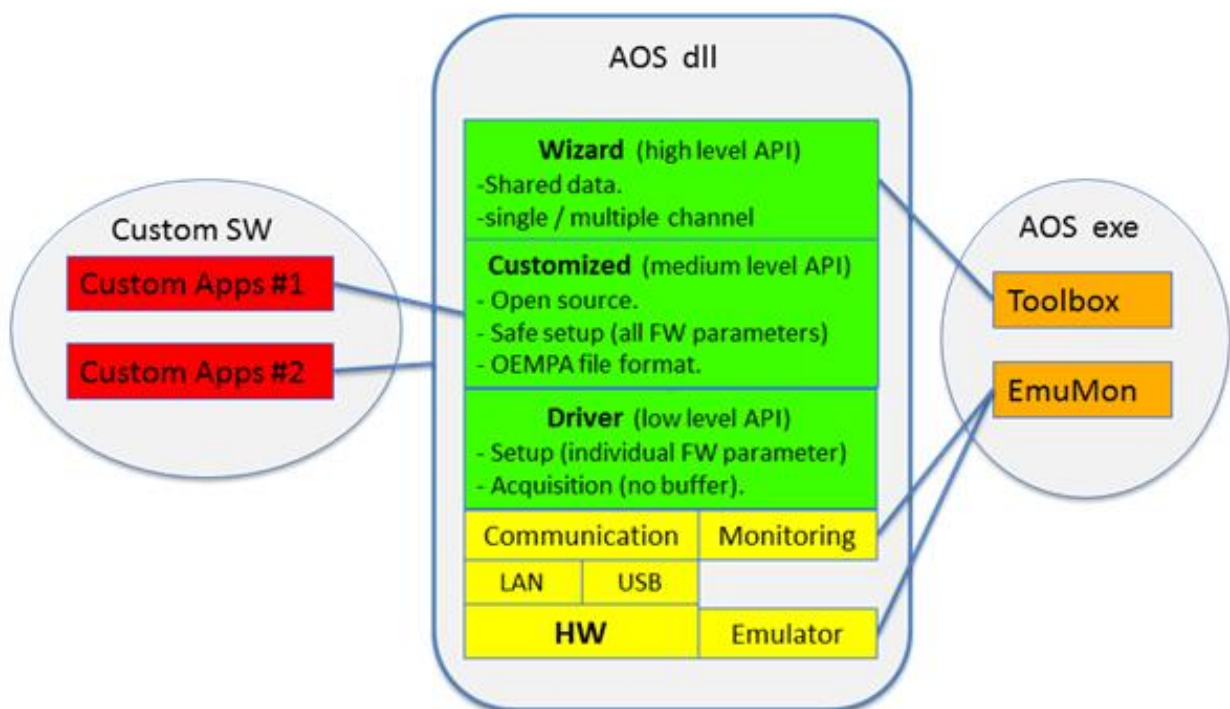 AOS dll
Wizard (high level API)
-Shared data.
-single / multiple channel
Customized (medium level API)
- Open source.
- Safe setup (all FW parameters)
- OEMPA file format.
Driver (low level API)
- Setup (individual FW parameter)
- Acquisition (no buffer).
Communication
Monitoring
LAN
USB
HW
Emulator
Custom SW
Custom Apps #1
Custom Apps #2
AOS exe
Toolbox
EmuMon